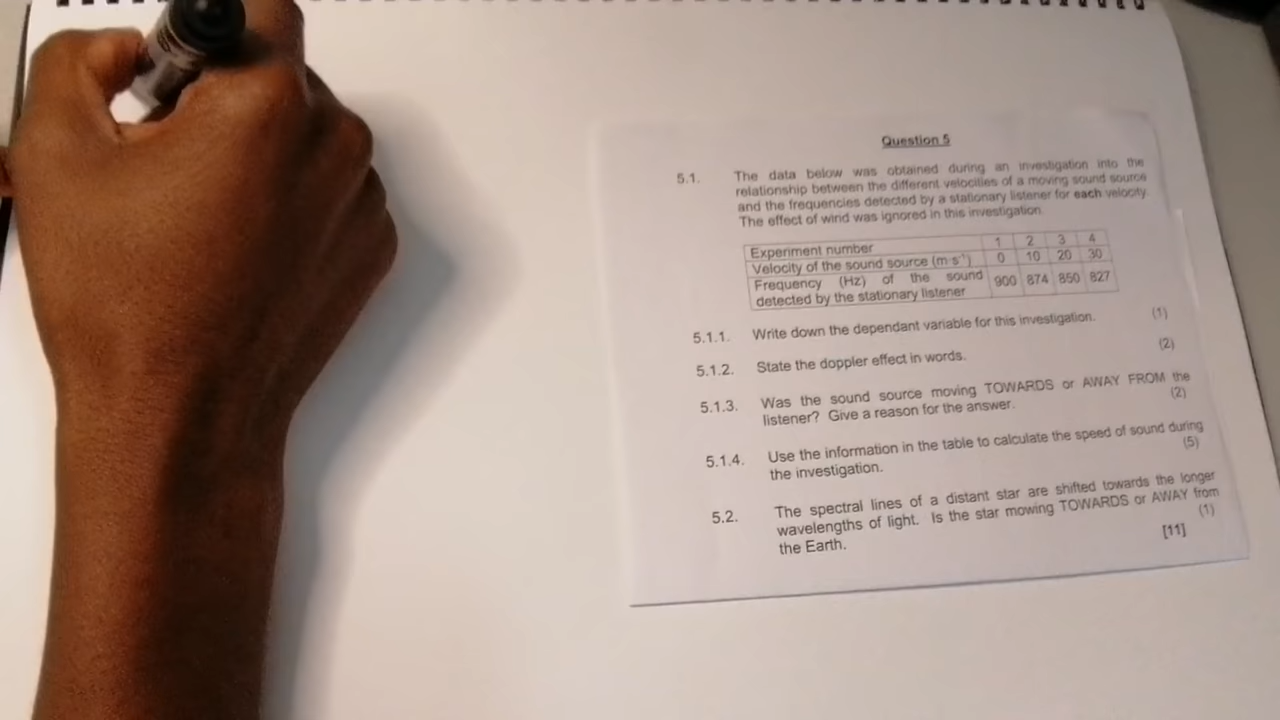 Question 5
5.1. The data below was obtained during an investigation into the
relationship between the different velocities of a moving sound source
and the frequencies detected by a stationary listener for each velocity.
The effect of wind was ignored in this investigation.
Experiment number 1 2 3 4
Velocity of the sound source (m·s⁻¹) 0 10 20 30
Frequency (Hz) of the sound
detected by the stationary listener 900 874 850 827
5.1.1. Write down the dependant variable for this investigation. (1)
5.1.2. State the doppler effect in words. (2)
5.1.3. Was the sound source moving TOWARDS or AWAY FROM the
listener? Give a reason for the answer. (2)
5.1.4. Use the information in the table to calculate the speed of sound during
the investigation. (5)
5.2. The spectral lines of a distant star are shifted towards the longer
wavelengths of light. Is the star mowing TOWARDS or AWAY from
the Earth. (1)
[11]